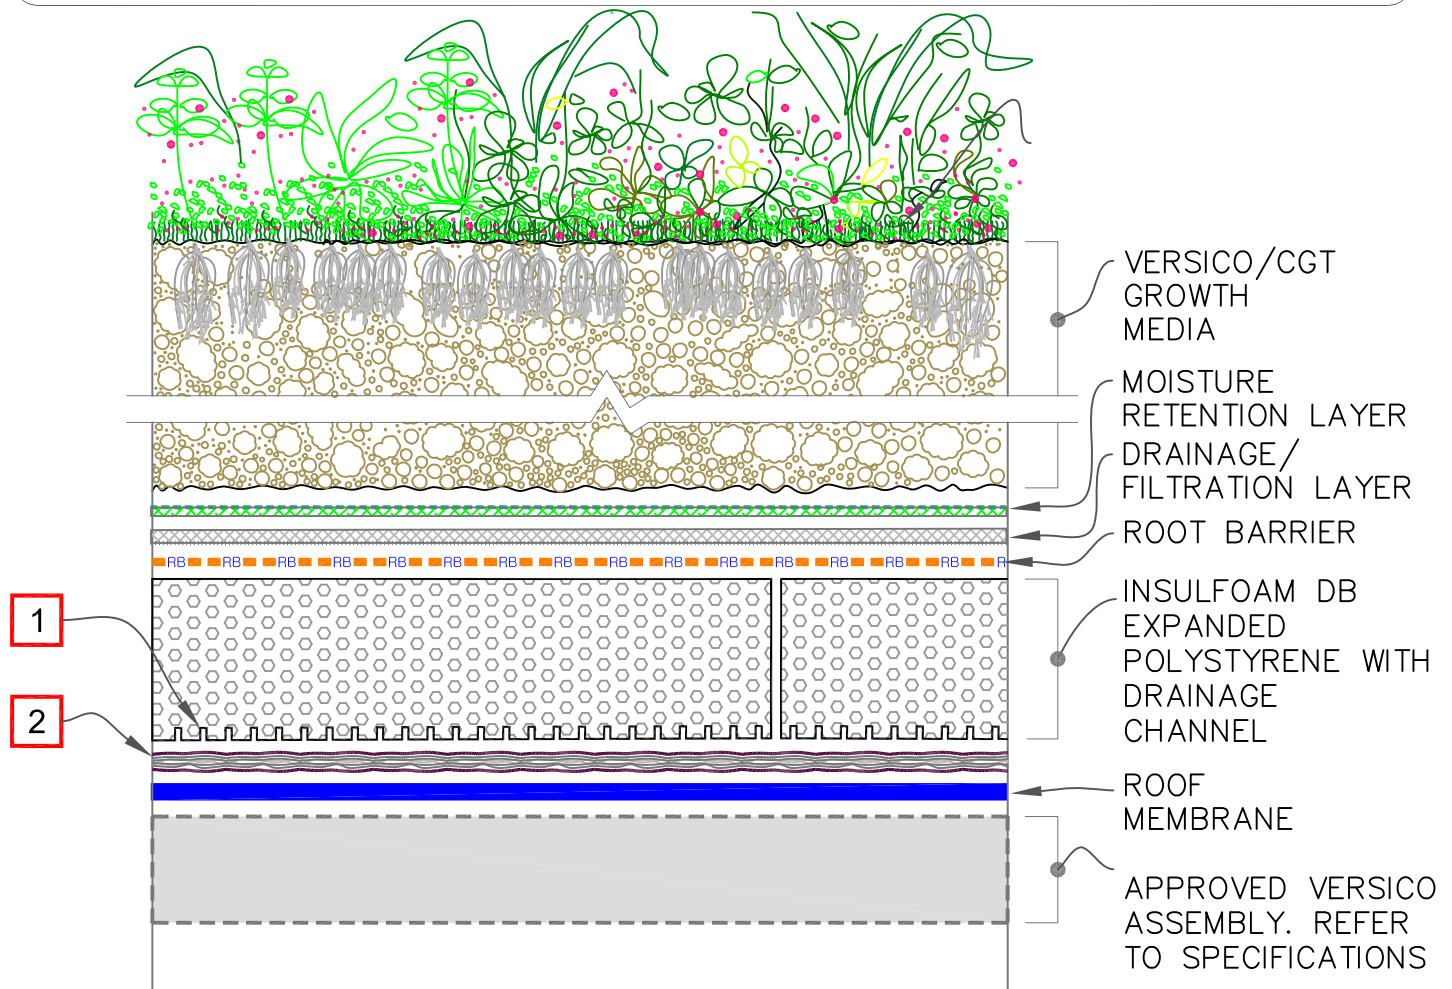 VERSICO/CGT
GROWTH
MEDIA
MOISTURE
RETENTION LAYER
DRAINAGE/
FILTRATION LAYER
ROOT BARRIER
RB RB RB RB RB RB RB RB RB RB RB RB RB RB RB R
1
INSULFOAM DB
EXPANDED
POLYSTYRENE WITH
DRAINAGE
CHANNEL
2
ROOF
MEMBRANE
APPROVED VERSICO
ASSEMBLY. REFER
TO SPECIFICATIONS